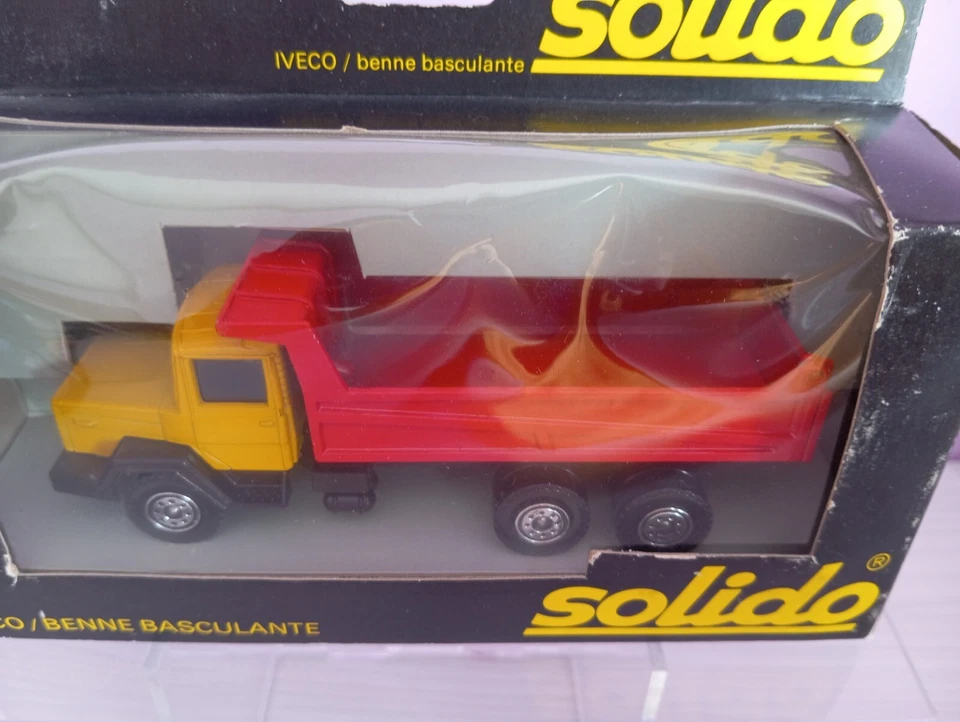 solido
IVECO / benne basculante
solido ®
CO / BENNE BASCULANTE